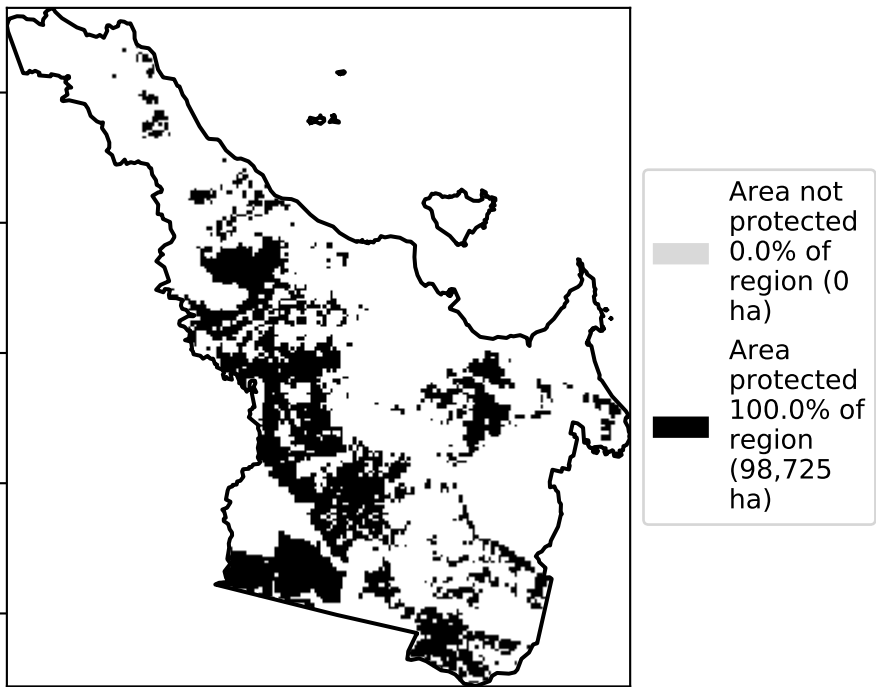 Area not
protected
0.0% of
region (0
ha)
Area
protected
100.0% of
region
(98,725
ha)